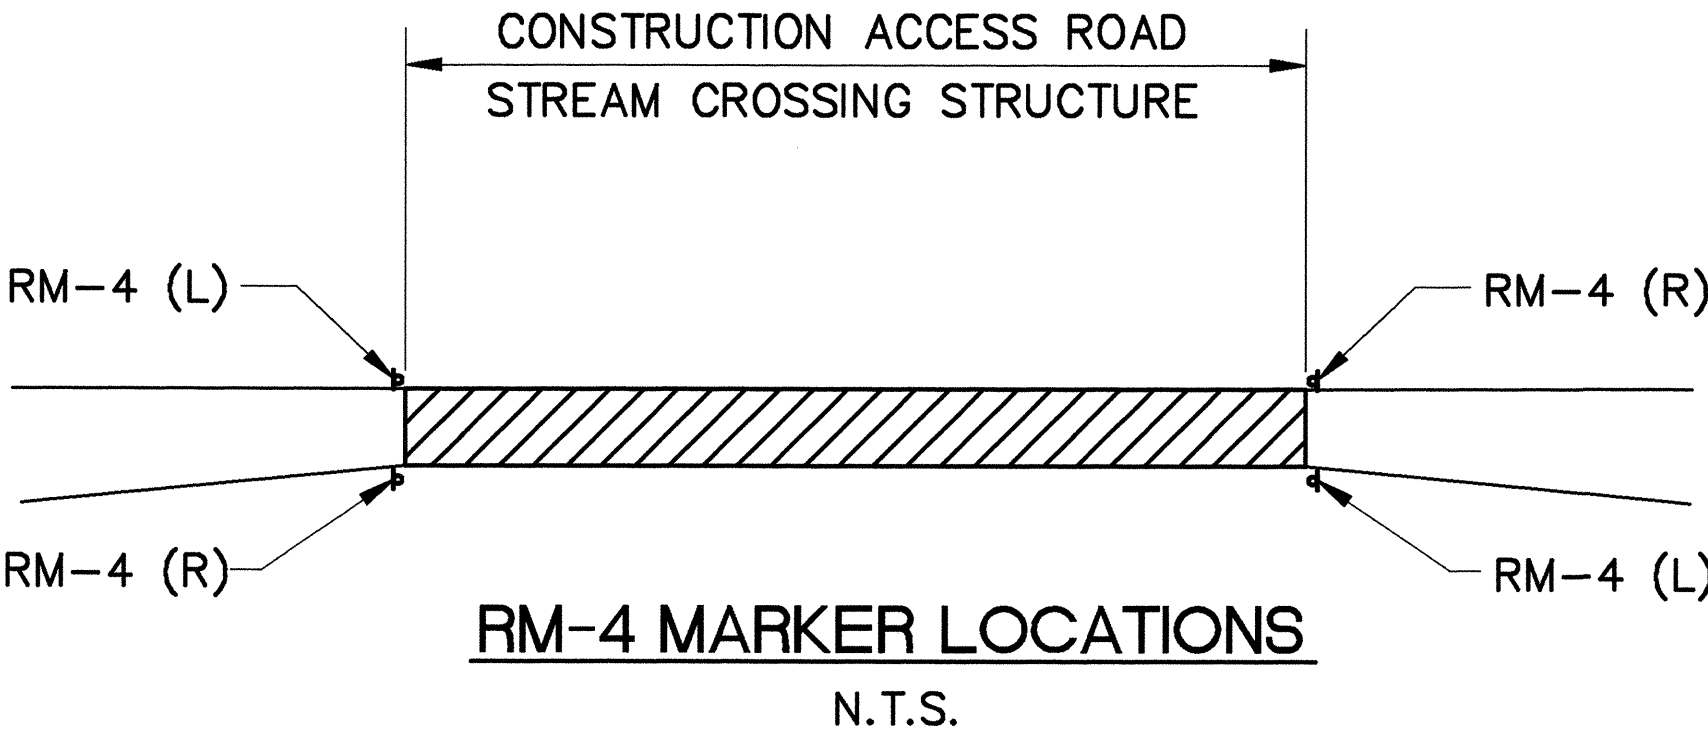 CONSTRUCTION ACCESS ROAD
STREAM CROSSING STRUCTURE
RM-4 (L)
RM-4 (R)
RM-4 (R)
RM-4 (L)
RM-4 MARKER LOCATIONS
N.T.S.